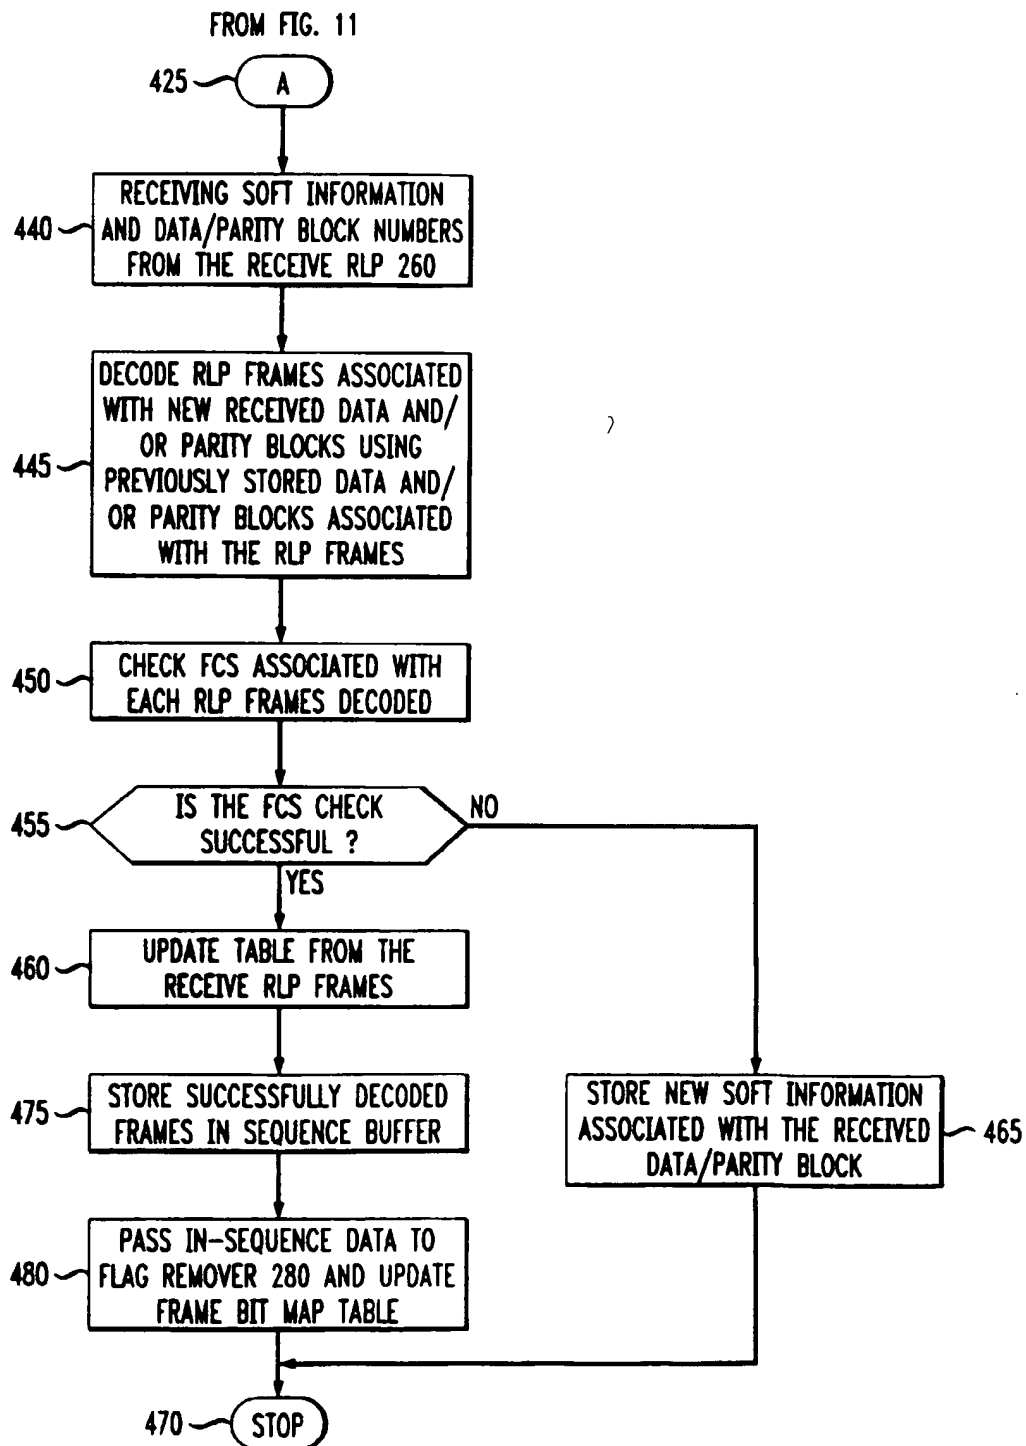 FROM FIG. 11
425
A
RECEIVING SOFT INFORMATION
AND DATA/PARITY BLOCK NUMBERS
FROM THE RECEIVE RLP 260
440
DECODE RLP FRAMES ASSOCIATED
WITH NEW RECEIVED DATA AND/
OR PARITY BLOCKS USING
PREVIOUSLY STORED DATA AND/
OR PARITY BLOCKS ASSOCIATED
WITH THE RLP FRAMES
445
CHECK FCS ASSOCIATED WITH
EACH RLP FRAMES DECODED
450
IS THE FCS CHECK
SUCCESSFUL ?
455
NO
YES
UPDATE TABLE FROM THE
RECEIVE RLP FRAMES
460
STORE SUCCESSFULLY DECODED
FRAMES IN SEQUENCE BUFFER
475
STORE NEW SOFT INFORMATION
ASSOCIATED WITH THE RECEIVED
DATA/PARITY BLOCK
465
PASS IN-SEQUENCE DATA TO
FLAG REMOVER 280 AND UPDATE
FRAME BIT MAP TABLE
480
470
STOP